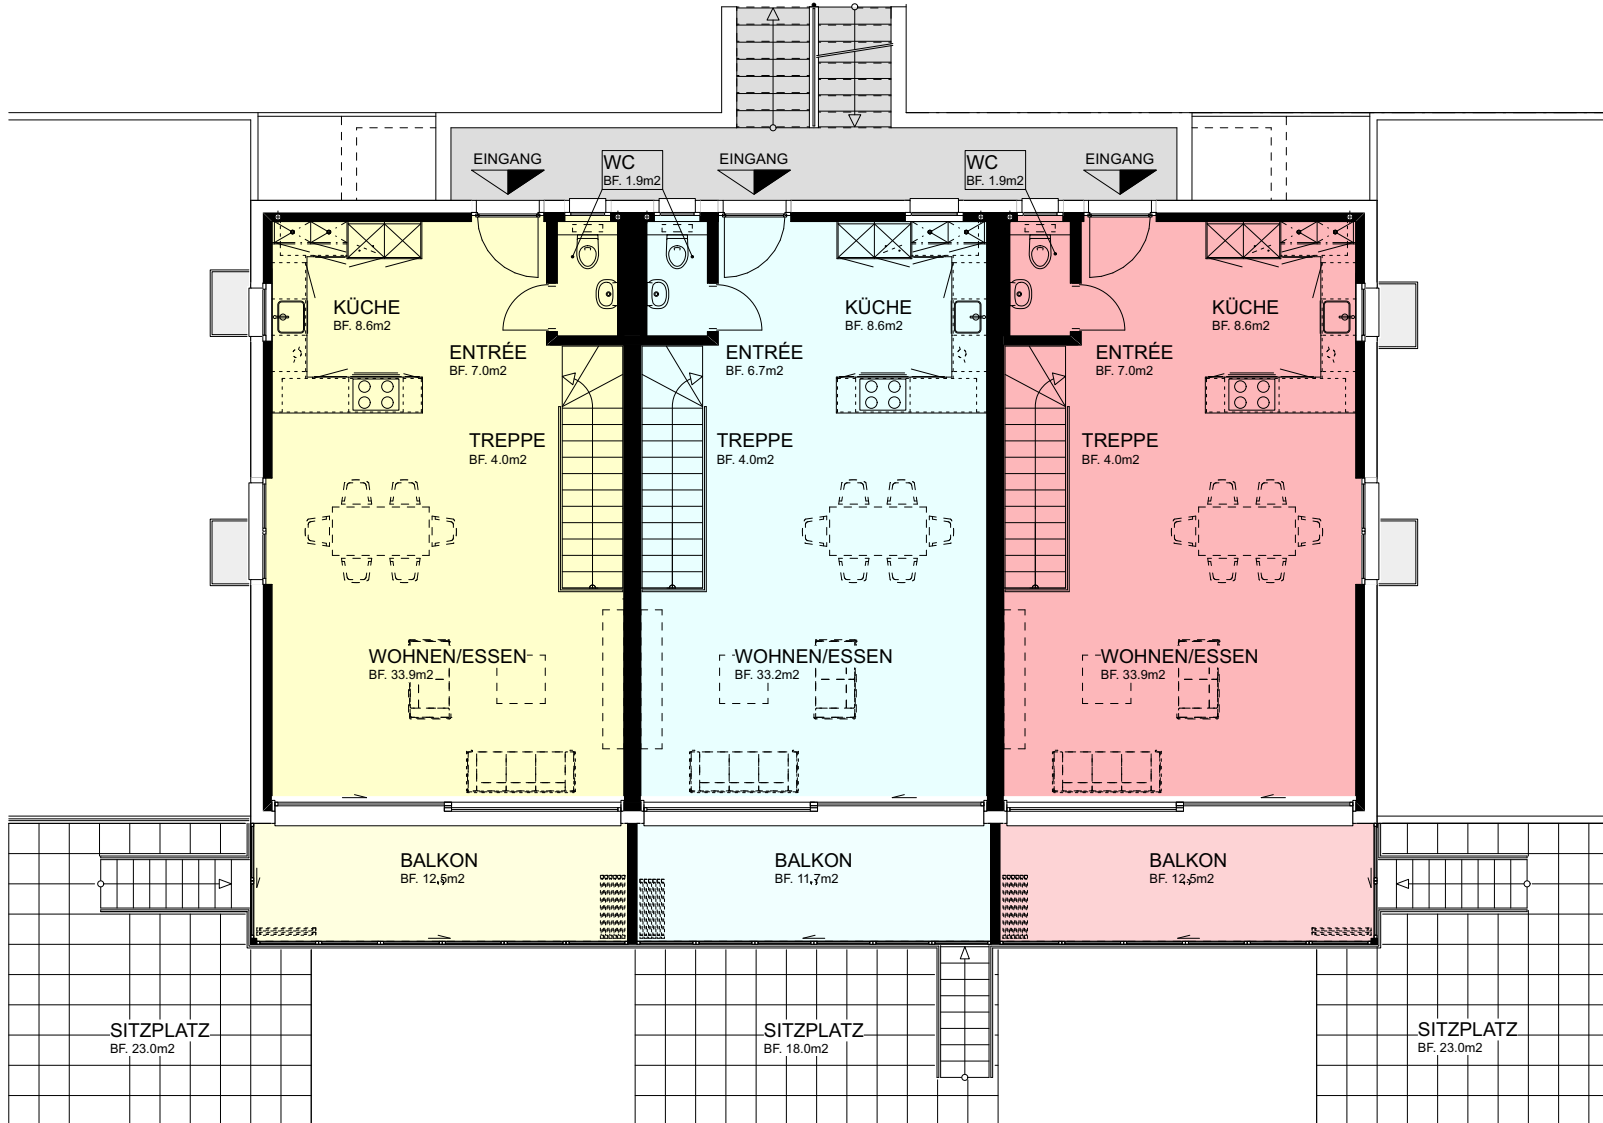 EINGANG
WC
BF. 1.9m2
EINGANG
WC
BF. 1.9m2
EINGANG
KÜCHE
BF. 8.6m2
KÜCHE
BF. 8.6m2
KÜCHE
BF. 8.6m2
ENTRÉE
BF. 7.0m2
ENTRÉE
BF. 6.7m2
ENTRÉE
BF. 7.0m2
TREPPE
BF. 4.0m2
TREPPE
BF. 4.0m2
TREPPE
BF. 4.0m2
WOHNEN/ESSEN
BF. 33.9m2
WOHNEN/ESSEN
BF. 33.2m2
WOHNEN/ESSEN
BF. 33.9m2
BALKON
BF. 12.5m2
BALKON
BF. 11.7m2
BALKON
BF. 12.5m2
SITZPLATZ
BF. 23.0m2
SITZPLATZ
BF. 18.0m2
SITZPLATZ
BF. 23.0m2